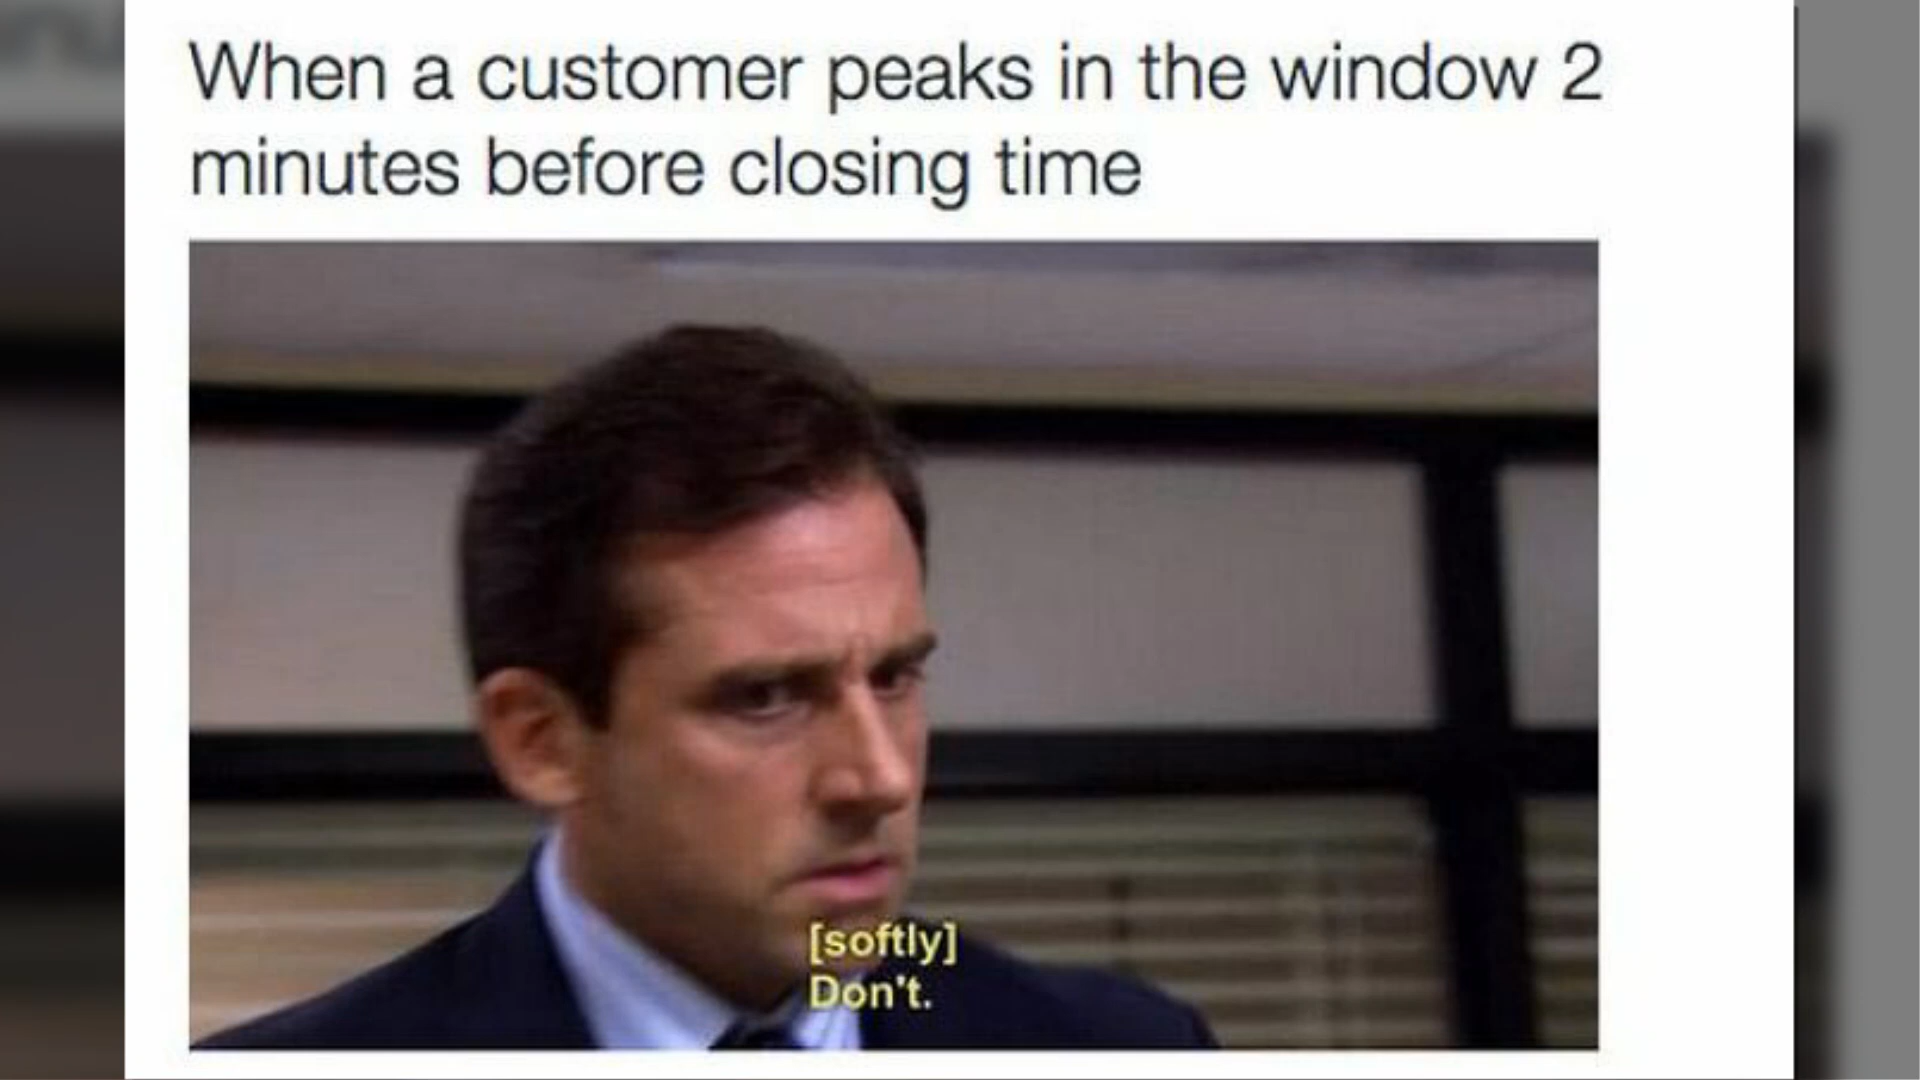 When a customer peaks in the window 2
minutes before closing time
[softly]
Don't.